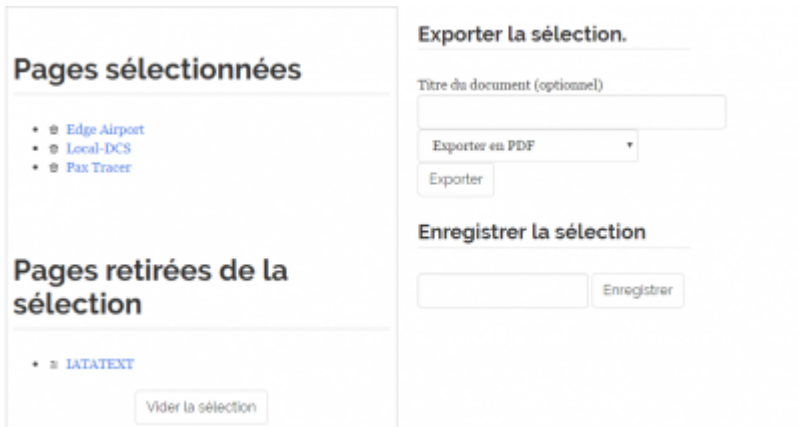 Pages sélectionnées
Edge Airport
Local-DCS
Pax Tracer
Pages retirées de la
sélection
IATATEXT
Vider la sélection
Exporter la sélection.
Titre du document (optionnel)
Exporter en PDF
Exporter
Enregistrer la sélection
Enregistrer